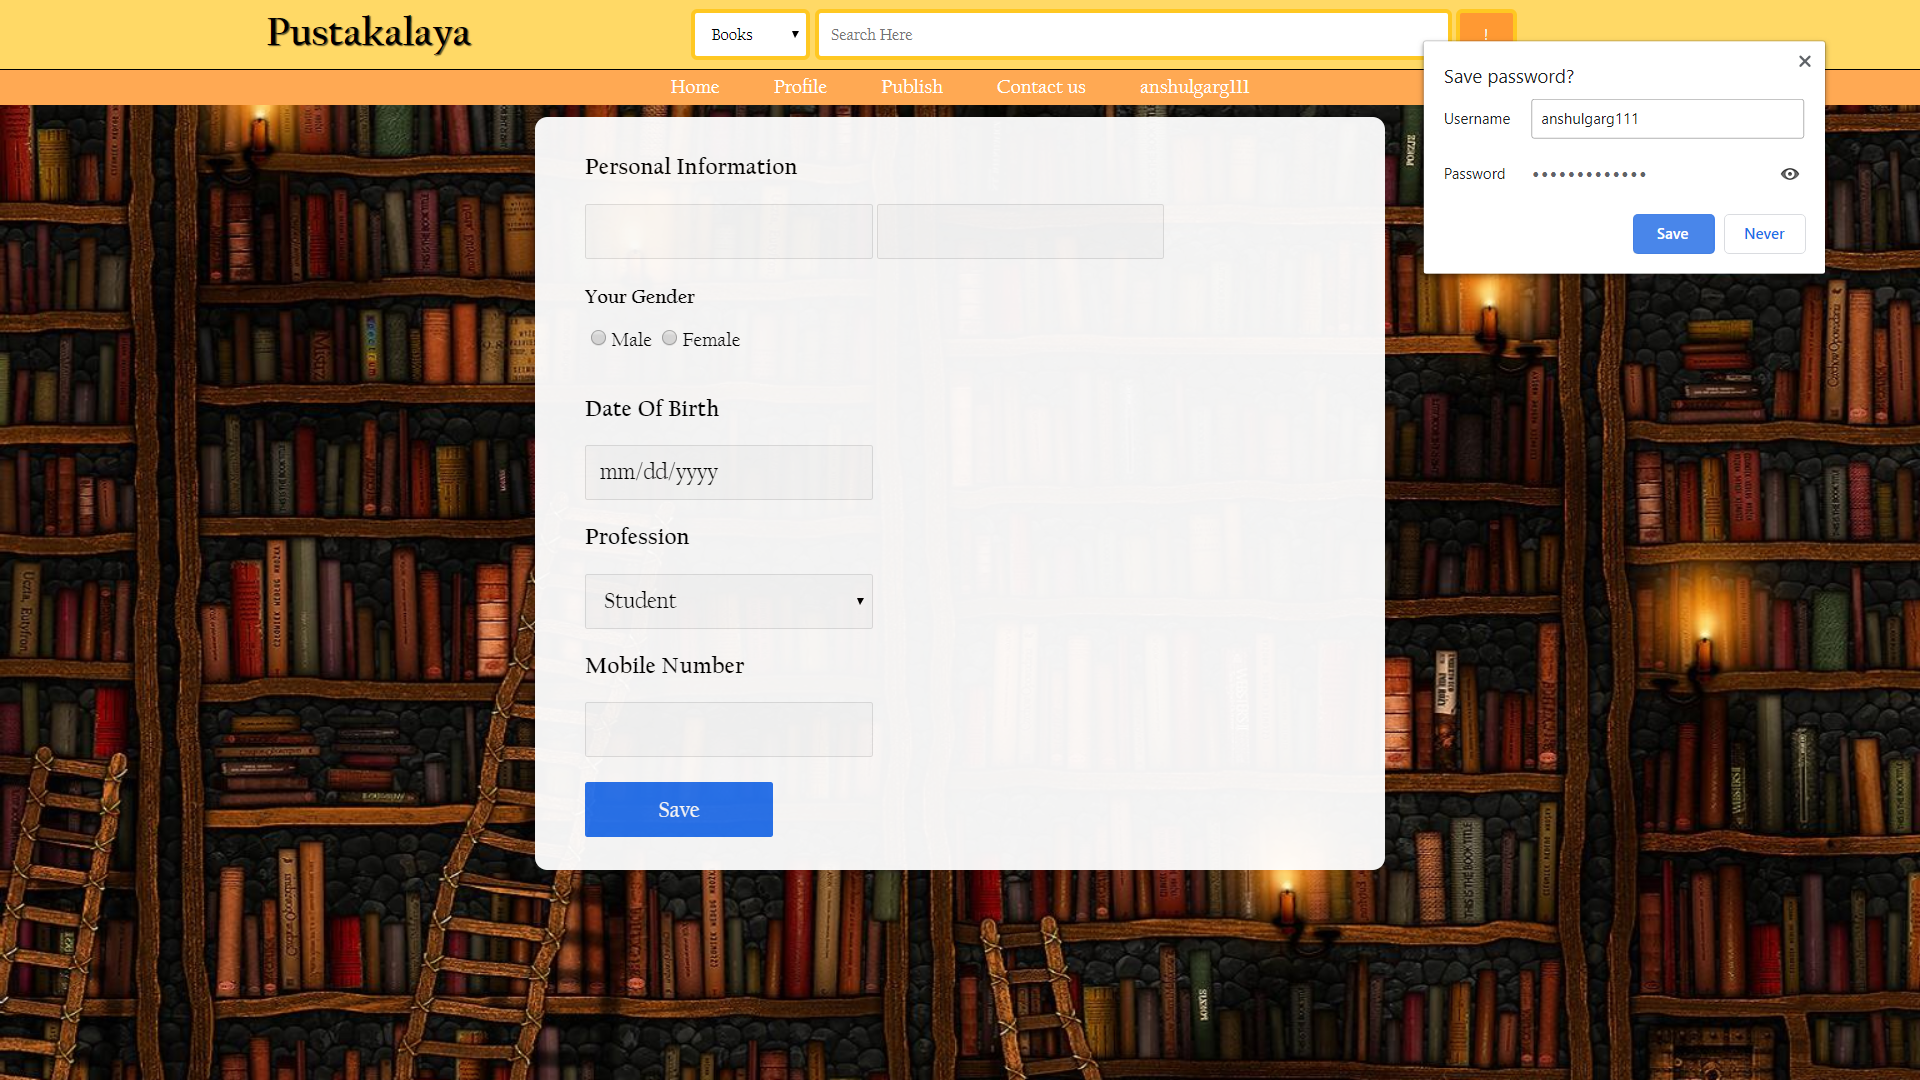 Pustakalaya
Books
Search Here
!
Home Profile Publish Contact us anshulgarg111
Save password?
Username anshulgarg111
Password •••••••••••••
Save Never
Personal Information
Your Gender
Male Female
Date Of Birth
mm/dd/yyyy
Profession
Student
Mobile Number
Save